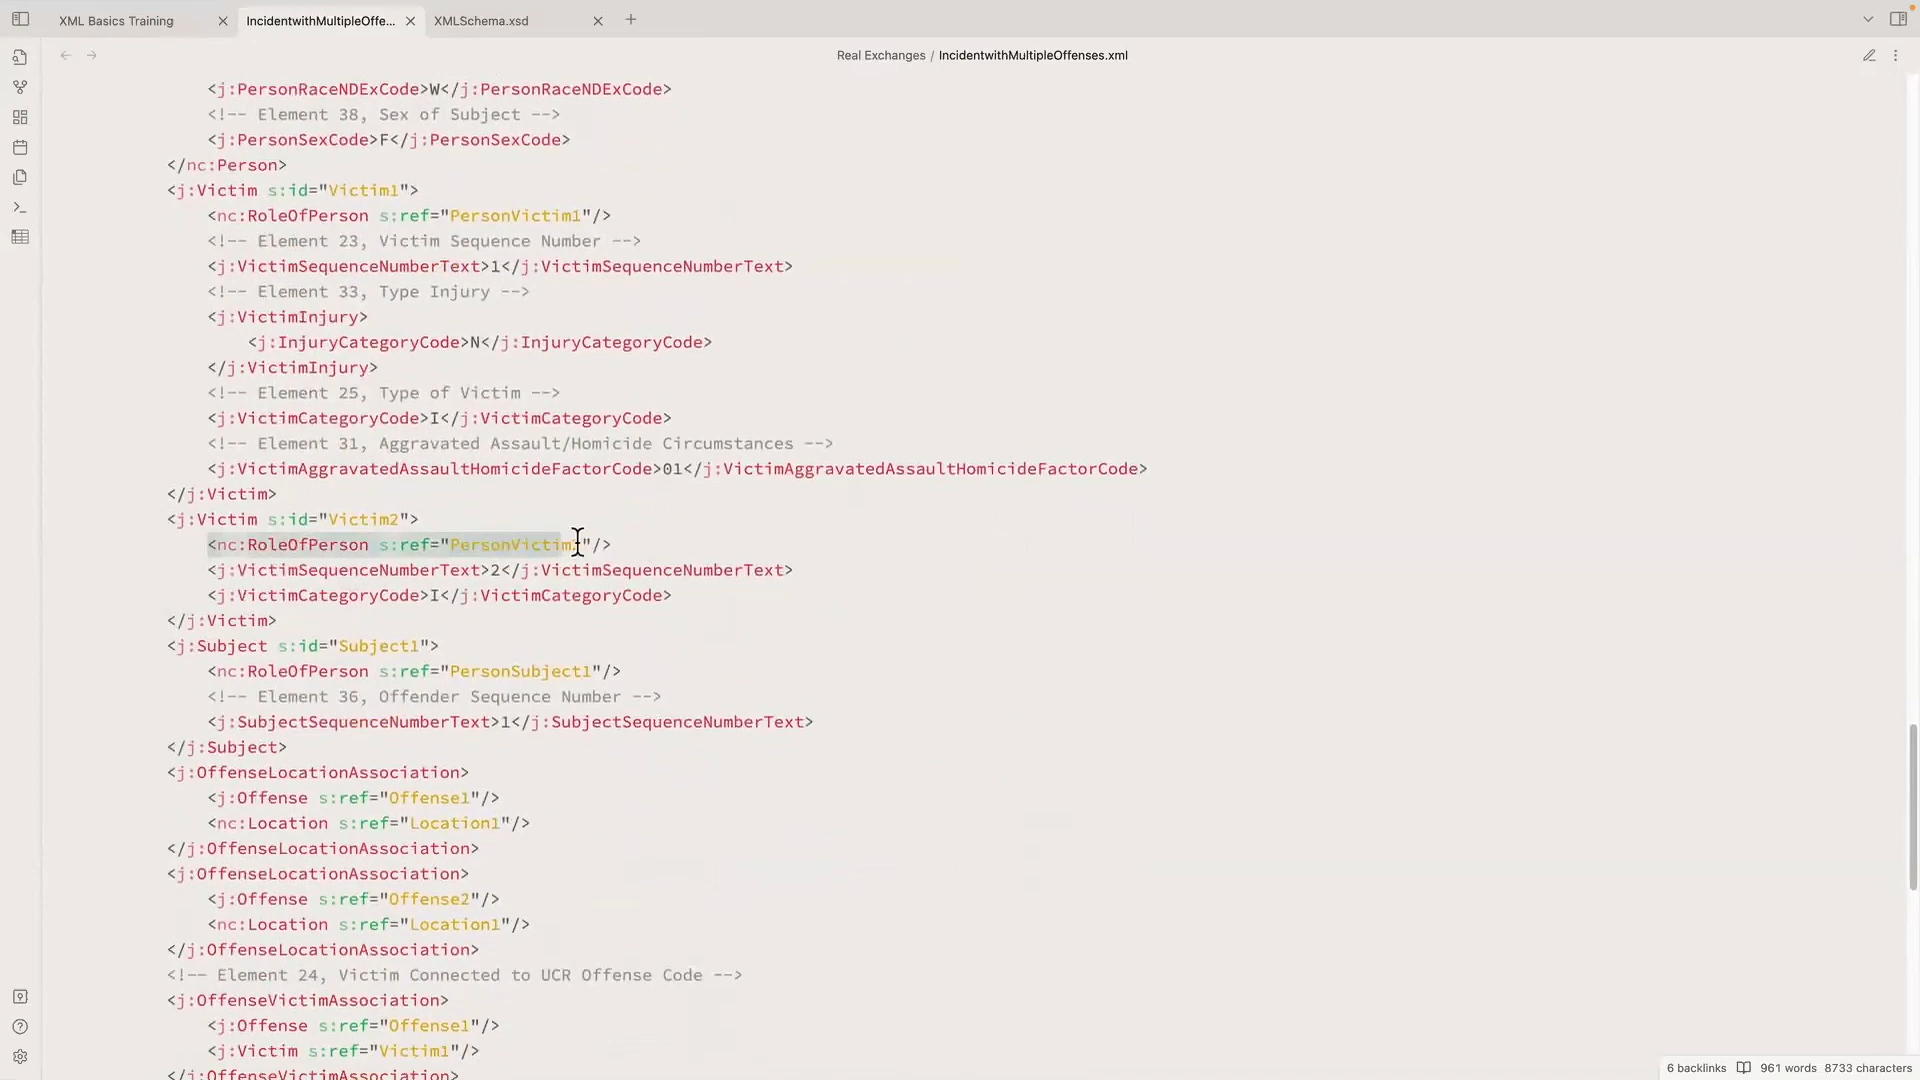 XML Basics Training
IncidentwithMultipleOffe...
XMLSchema.xsd
Real Exchanges / IncidentwithMultipleOffenses.xml
<j:PersonRaceNDExCode>W</j:PersonRaceNDExCode>
<!-- Element 38, Sex of Subject -->
<j:PersonSexCode>F</j:PersonSexCode>
</nc:Person>
<j:Victim s:id="Victim1">
<nc:RoleOfPerson s:ref="PersonVictim1"/>
<!-- Element 23, Victim Sequence Number -->
<j:VictimSequenceNumberText>1</j:VictimSequenceNumberText>
<!-- Element 33, Type Injury -->
<j:VictimInjury>
<j:InjuryCategoryCode>N</j:InjuryCategoryCode>
</j:VictimInjury>
<!-- Element 25, Type of Victim -->
<j:VictimCategoryCode>I</j:VictimCategoryCode>
<!-- Element 31, Aggravated Assault/Homicide Circumstances -->
<j:VictimAggravatedAssaultHomicideFactorCode>01</j:VictimAggravatedAssaultHomicideFactorCode>
</j:Victim>
<j:Victim s:id="Victim2">
<nc:RoleOfPerson s:ref="PersonVictim"/>
<j:VictimSequenceNumberText>2</j:VictimSequenceNumberText>
<j:VictimCategoryCode>I</j:VictimCategoryCode>
</j:Victim>
<j:Subject s:id="Subject1">
<nc:RoleOfPerson s:ref="PersonSubject1"/>
<!-- Element 36, Offender Sequence Number -->
<j:SubjectSequenceNumberText>1</j:SubjectSequenceNumberText>
</j:Subject>
<j:OffenseLocationAssociation>
<j:Offense s:ref="Offense1"/>
<nc:Location s:ref="Location1"/>
</j:OffenseLocationAssociation>
<j:OffenseLocationAssociation>
<j:Offense s:ref="Offense2"/>
<nc:Location s:ref="Location1"/>
</j:OffenseLocationAssociation>
<!-- Element 24, Victim Connected to UCR Offense Code -->
<j:OffenseVictimAssociation>
<j:Offense s:ref="Offense1"/>
<j:Victim s:ref="Victim1"/>
</j:OffenseVictimAssociation>
6 backlinks 961 words 8733 characters